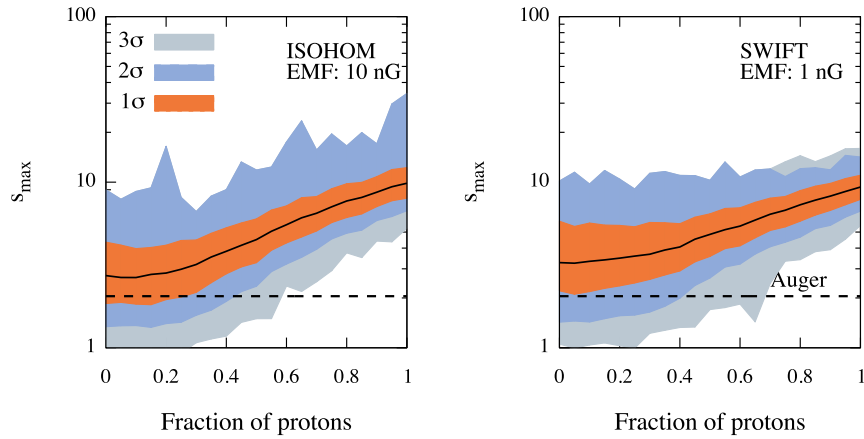 100
10
1
s_max
3σ
2σ
1σ
ISOHOM
EMF: 10 nG
0 0.2 0.4 0.6 0.8 1
Fraction of protons
100
10
1
s_max
SWIFT
EMF: 1 nG
Auger
0 0.2 0.4 0.6 0.8 1
Fraction of protons